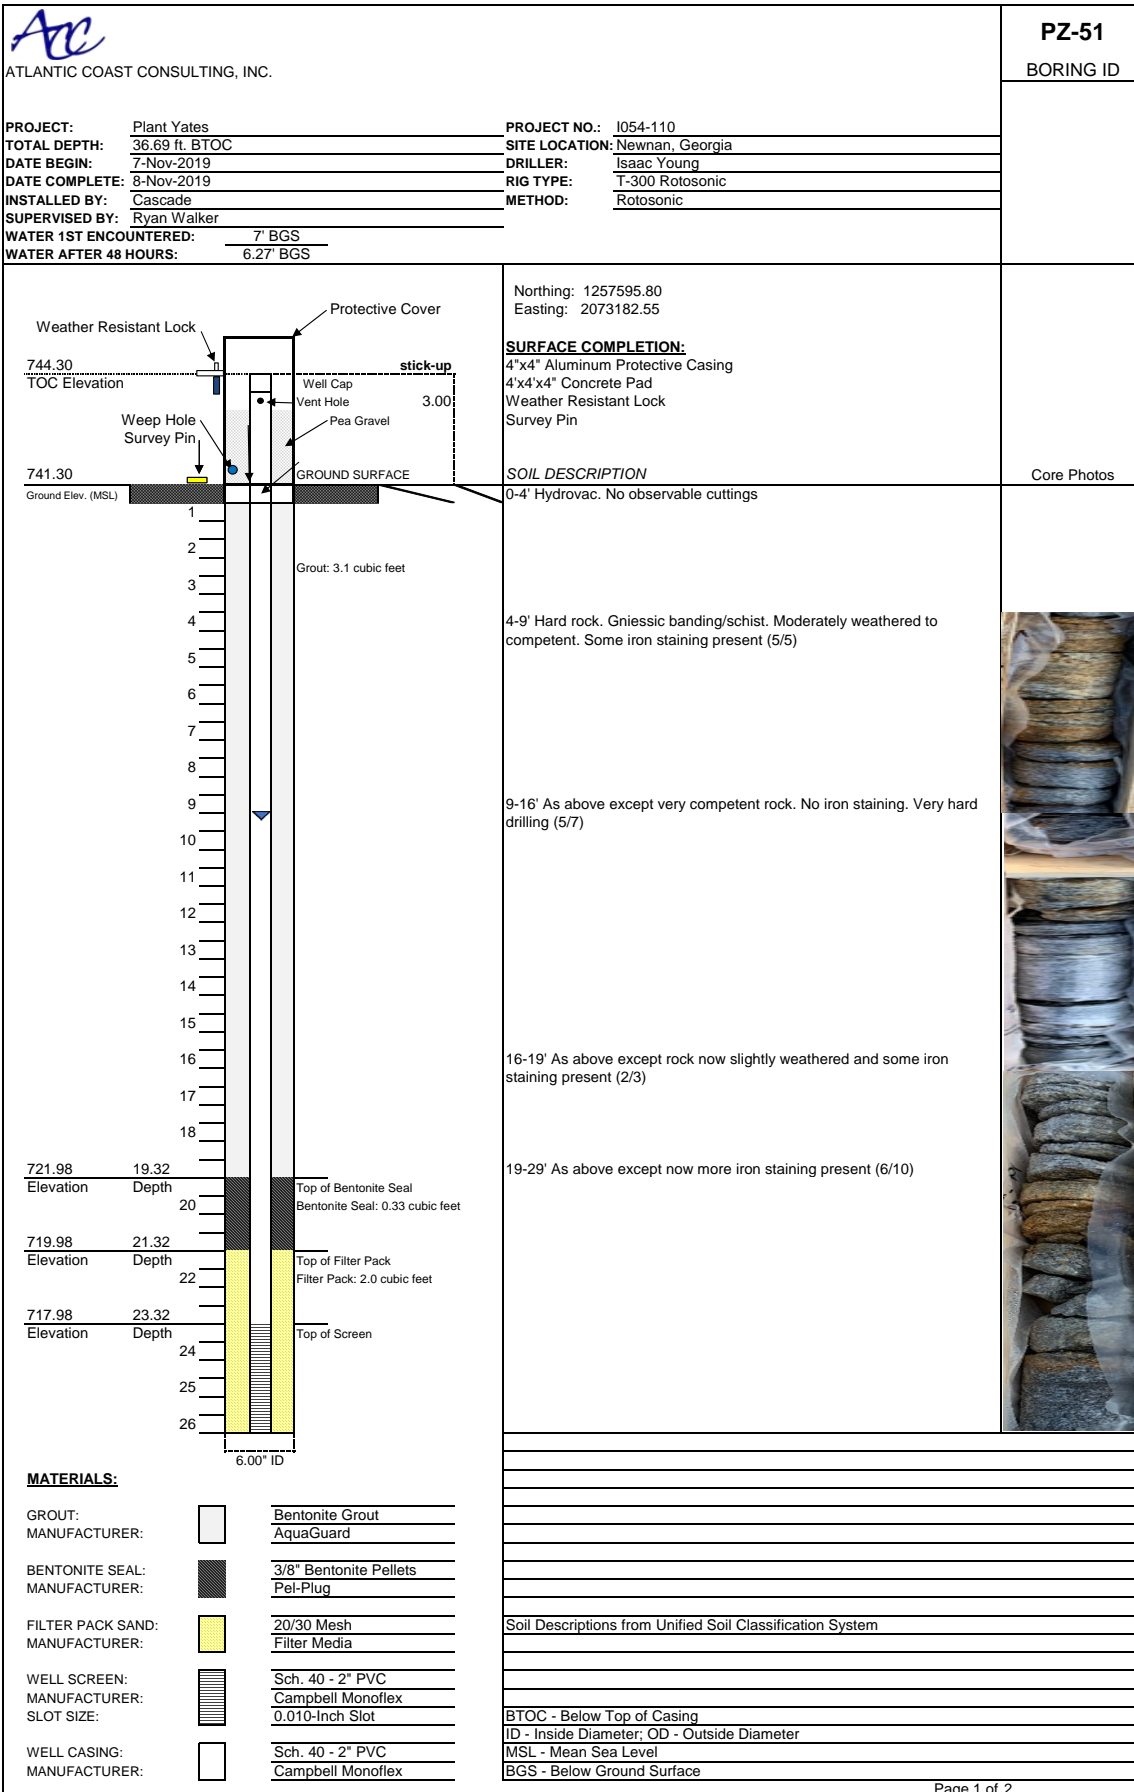 ACC
PZ-51
ATLANTIC COAST CONSULTING, INC.
BORING ID
PROJECT: Plant Yates
PROJECT NO.: I054-110
TOTAL DEPTH: 36.69 ft. BTOC
SITE LOCATION: Newnan, Georgia
DATE BEGIN: 7-Nov-2019
DRILLER: Isaac Young
DATE COMPLETE: 8-Nov-2019
RIG TYPE: T-300 Rotosonic
INSTALLED BY: Cascade
METHOD: Rotosonic
SUPERVISED BY: Ryan Walker
WATER 1ST ENCOUNTERED: 7' BGS
WATER AFTER 48 HOURS: 6.27' BGS
Northing: 1257595.80
Easting: 2073182.55
Protective Cover
Weather Resistant Lock
SURFACE COMPLETION:
744.30
stick-up
4"x4" Aluminum Protective Casing
TOC Elevation
Well Cap
4'x4'x4" Concrete Pad
Vent Hole
3.00
Weather Resistant Lock
Weep Hole
Pea Gravel
Survey Pin
Survey Pin
741.30
GROUND SURFACE
SOIL DESCRIPTION
Core Photos
Ground Elev. (MSL)
0-4' Hydrovac. No observable cuttings
1
2
Grout: 3.1 cubic feet
3
4
4-9' Hard rock. Gniessic banding/schist. Moderately weathered to
competent. Some iron staining present (5/5)
5
6
7
8
9
9-16' As above except very competent rock. No iron staining. Very hard
drilling (5/7)
10
11
12
13
14
15
16
16-19' As above except rock now slightly weathered and some iron
staining present (2/3)
17
18
721.98 19.32
19-29' As above except now more iron staining present (6/10)
Elevation Depth
Top of Bentonite Seal
20
Bentonite Seal: 0.33 cubic feet
719.98 21.32
Elevation Depth
Top of Filter Pack
22
Filter Pack: 2.0 cubic feet
717.98 23.32
Elevation Depth
Top of Screen
24
25
26
6.00" ID
MATERIALS:
GROUT: Bentonite Grout
MANUFACTURER: AquaGuard
BENTONITE SEAL: 3/8" Bentonite Pellets
MANUFACTURER: Pel-Plug
FILTER PACK SAND: 20/30 Mesh
Soil Descriptions from Unified Soil Classification System
MANUFACTURER: Filter Media
WELL SCREEN: Sch. 40 - 2" PVC
MANUFACTURER: Campbell Monoflex
SLOT SIZE: 0.010-Inch Slot
BTOC - Below Top of Casing
ID - Inside Diameter; OD - Outside Diameter
WELL CASING: Sch. 40 - 2" PVC
MSL - Mean Sea Level
MANUFACTURER: Campbell Monoflex
BGS - Below Ground Surface
Page 1 of 2